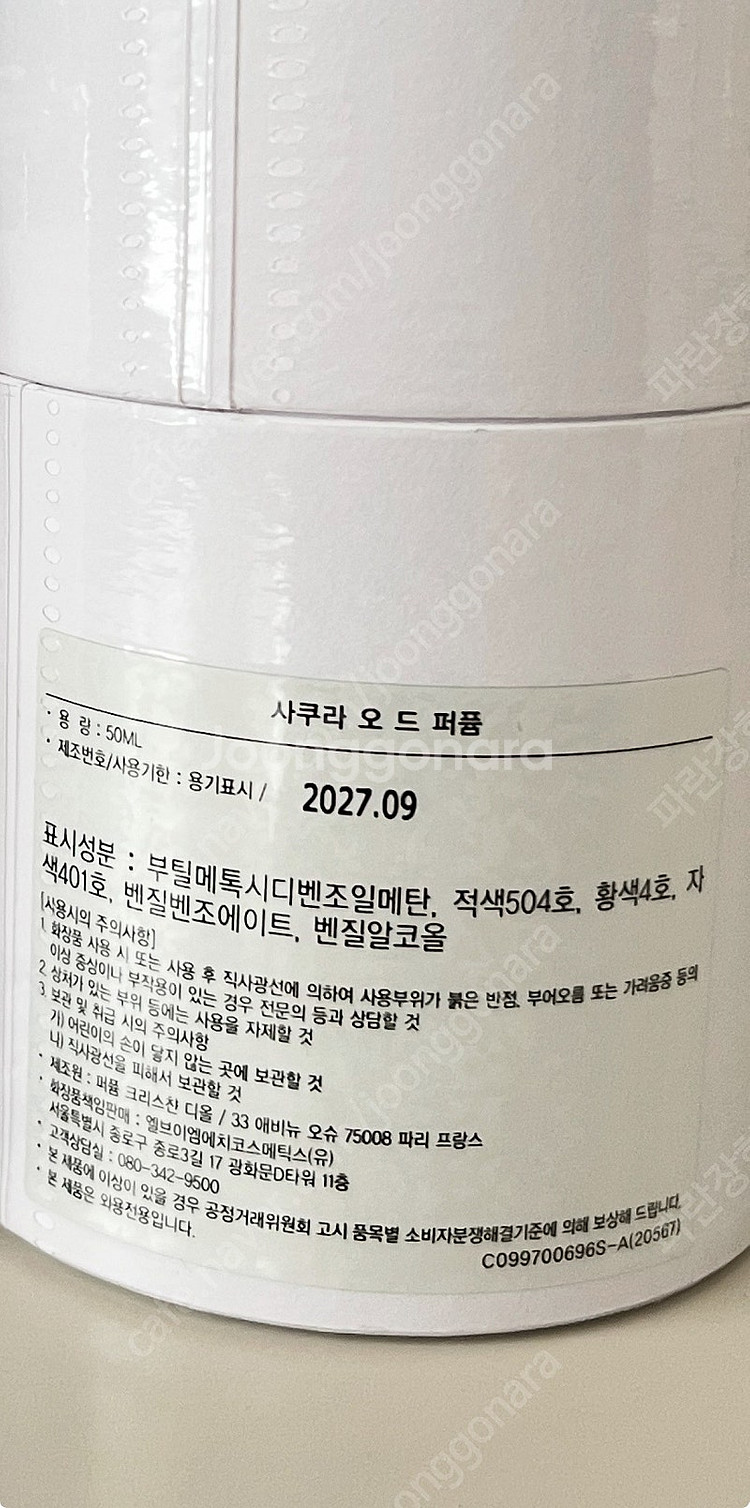 사쿠라 오 드 퍼퓸
· 용 량 : 50ML
· 제조번호/사용기한 : 용기표시 / 2027.09
표시성분 : 부틸메톡시디벤조일메탄, 적색504호, 황색4호, 자
색401호, 벤질벤조에이트, 벤질알코올
[사용시의 주의사항]
1. 화장품 사용 시 또는 사용 후 직사광선에 의하여 사용부위가 붉은 반점, 부어오름 또는 가려움증 등의
이상 증상이나 부작용이 있는 경우 전문의 등과 상담할 것
2. 상처가 있는 부위 등에는 사용을 자제할 것
3. 보관 및 취급 시의 주의사항
가) 어린이의 손이 닿지 않는 곳에 보관할 것
나) 직사광선을 피해서 보관할 것
· 제조원 : 퍼퓸 크리스챤 디올 / 33 애비뉴 오슈 75008 파리 프랑스
· 화장품책임판매 : 엘브이엠에치코스메틱스(유)
서울특별시 종로구 종로3길 17 광화문D타워 11층
· 고객상담실 : 080-342-9500
· 본 제품에 이상이 있을 경우 공정거래위원회 고시 품목별 소비자분쟁해결기준에 의해 보상해 드립니다.
· 본 제품은 외용전용입니다.
C099700696S-A(20567)
Joonggonara